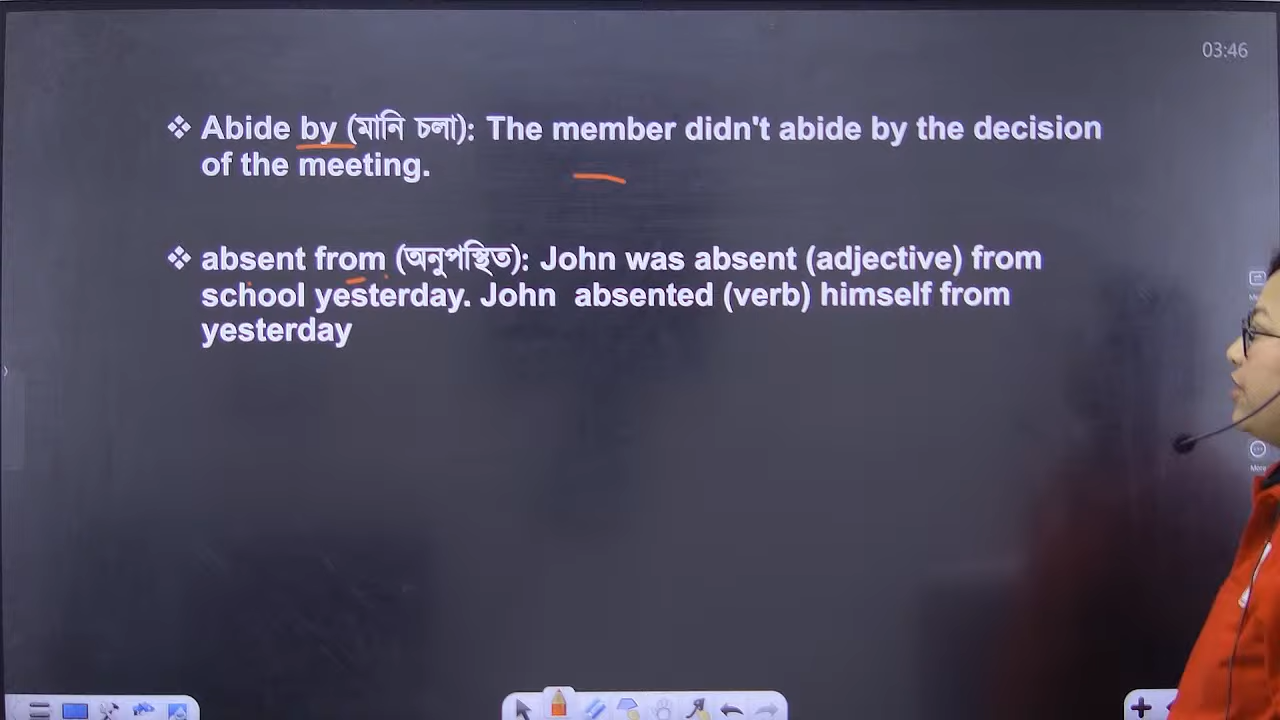 03:46
❖ Abide by (মানি চলা): The member didn't abide by the decision
of the meeting.
❖ absent from (অনুপস্থিত): John was absent (adjective) from
school yesterday. John absented (verb) himself from
yesterday